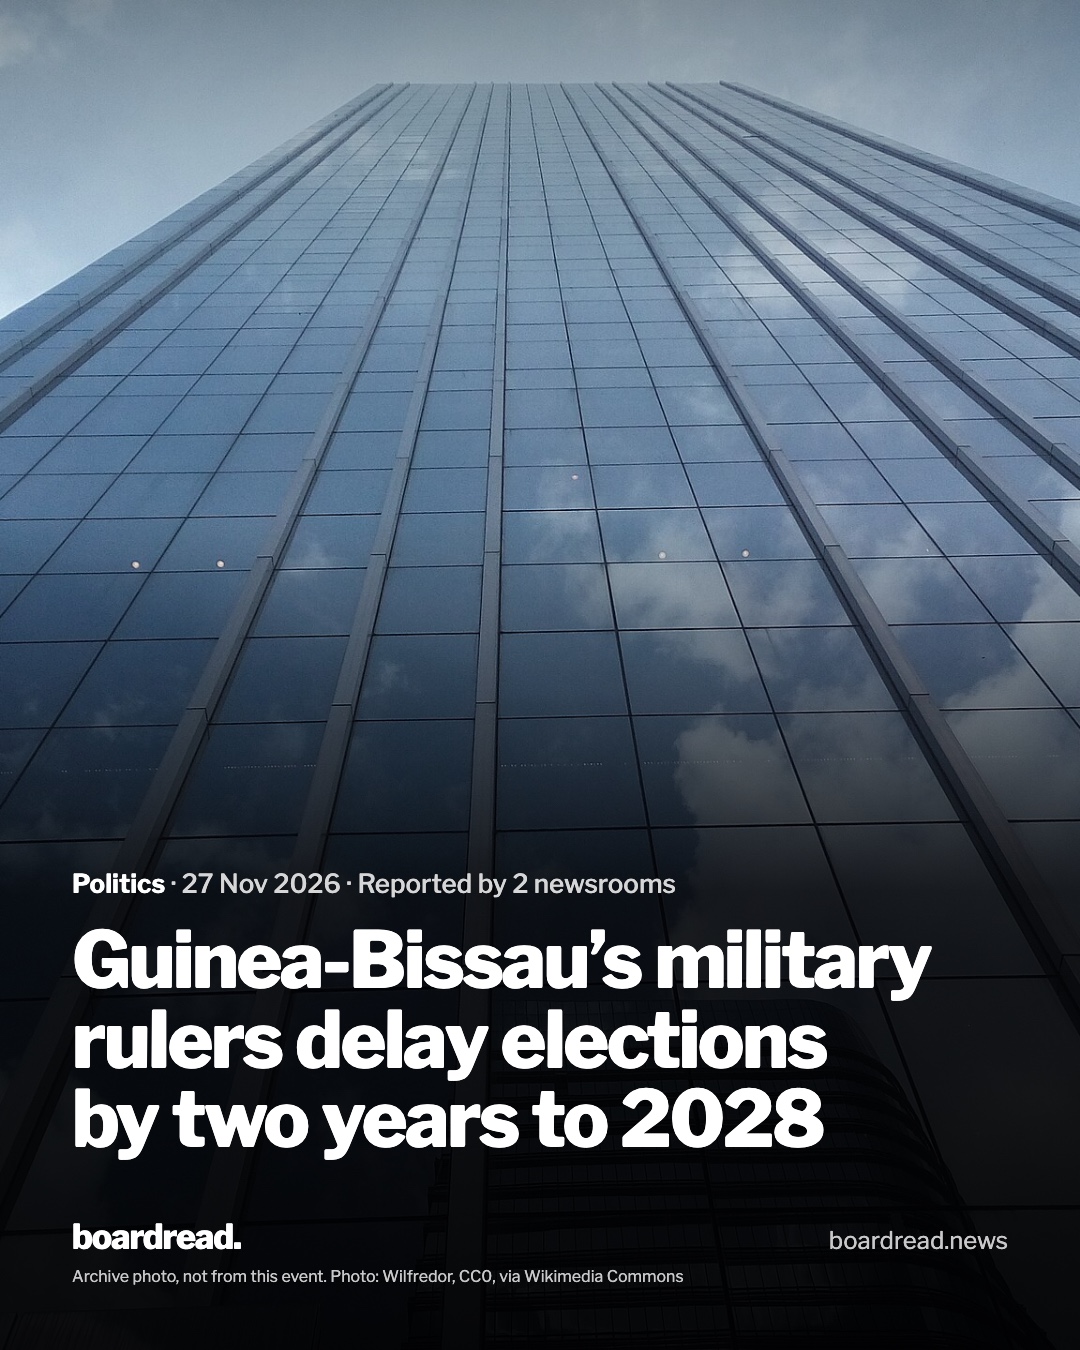 Politics · 27 Nov 2026 · Reported by 2 newsrooms
Guinea-Bissau’s military
rulers delay elections
by two years to 2028
boardread.
boardread.news
Archive photo, not from this event. Photo: Wilfredor, CC0, via Wikimedia Commons